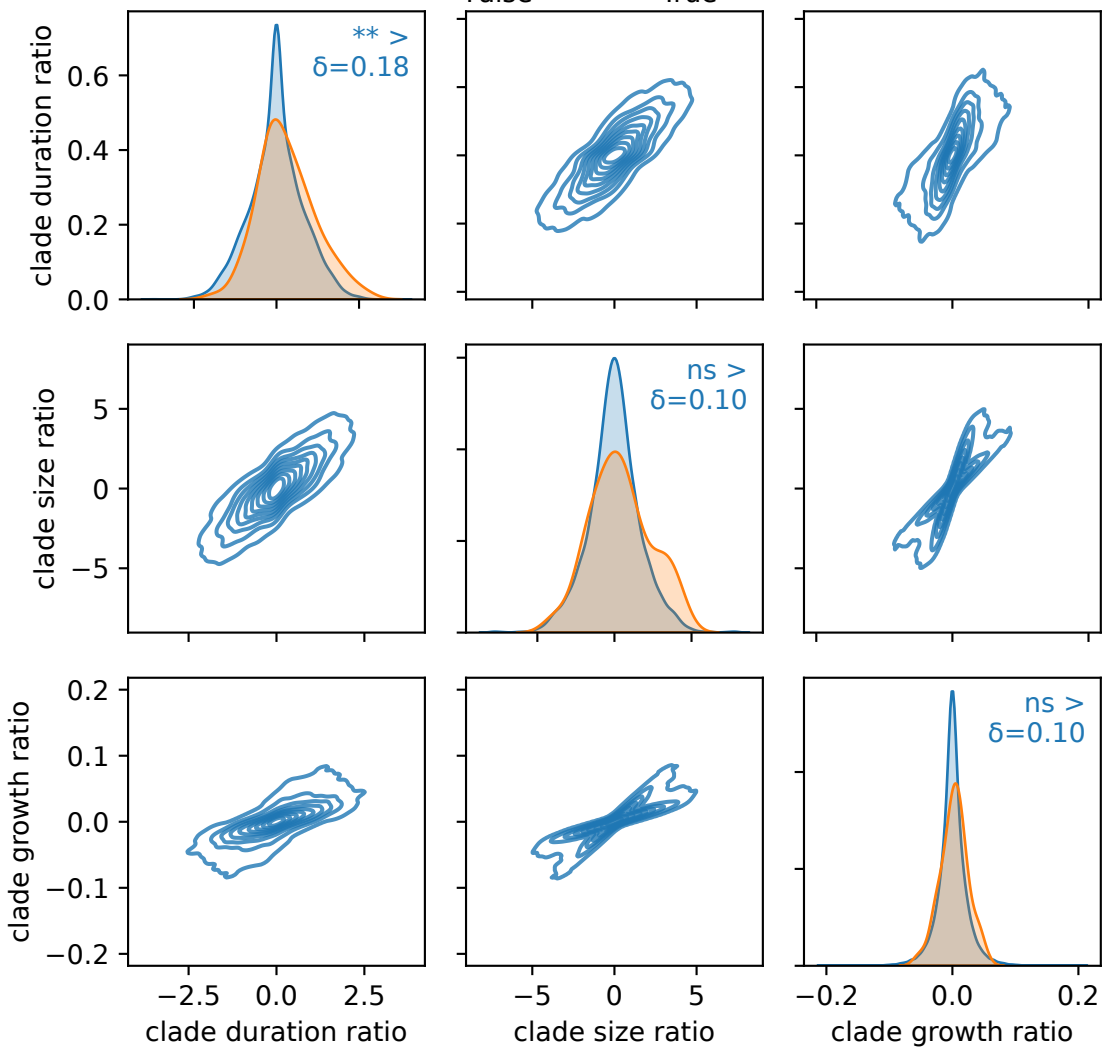 False True
clade duration ratio
0.6
0.4
0.2
0.0
** >
δ=0.18
clade size ratio
5
0
−5
ns >
δ=0.10
clade growth ratio
0.2
0.1
0.0
−0.1
−0.2
ns >
δ=0.10
−2.5 0.0 2.5 −5 0 5 −0.2 0.0 0.2
clade duration ratio clade size ratio clade growth ratio